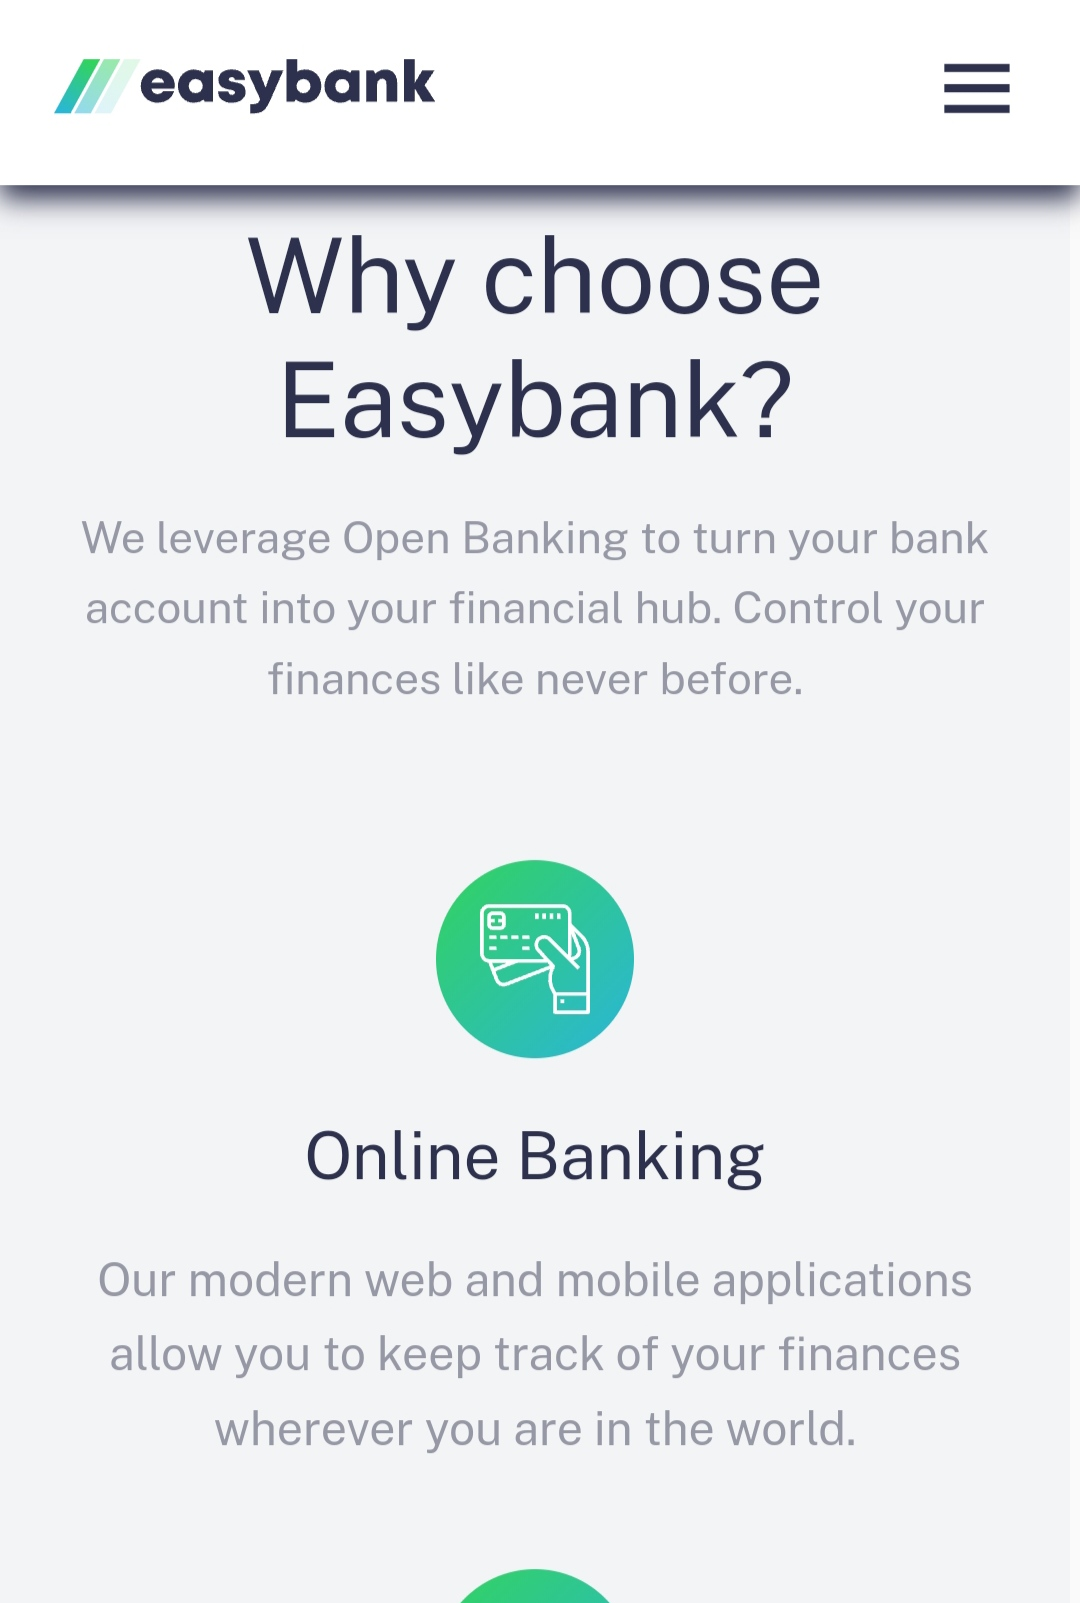 easybank
Why choose
Easybank?
We leverage Open Banking to turn your bank
account into your financial hub. Control your
finances like never before.
Online Banking
Our modern web and mobile applications
allow you to keep track of your finances
wherever you are in the world.